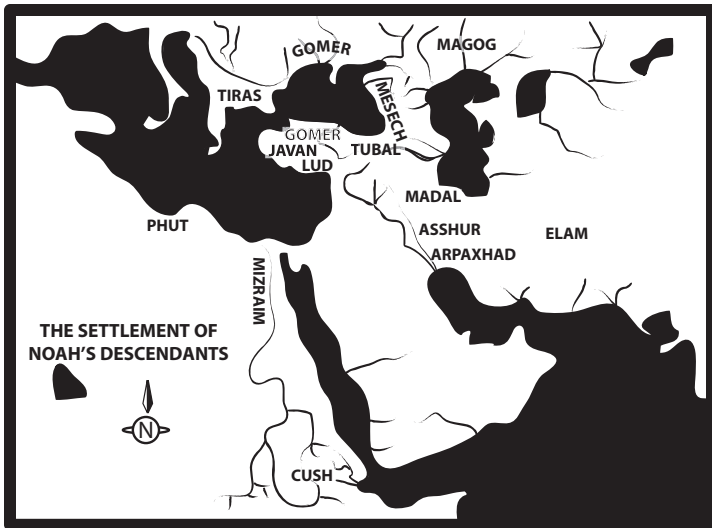 GOMER
MAGOG
TIRAS
MESECH
GOMER
JAVAN
TUBAL
LUD
MADAL
PHUT
ASSHUR
ELAM
ARPAXHAD
MIZRAIM
THE SETTLEMENT OF
NOAH'S DESCENDANTS
N
CUSH